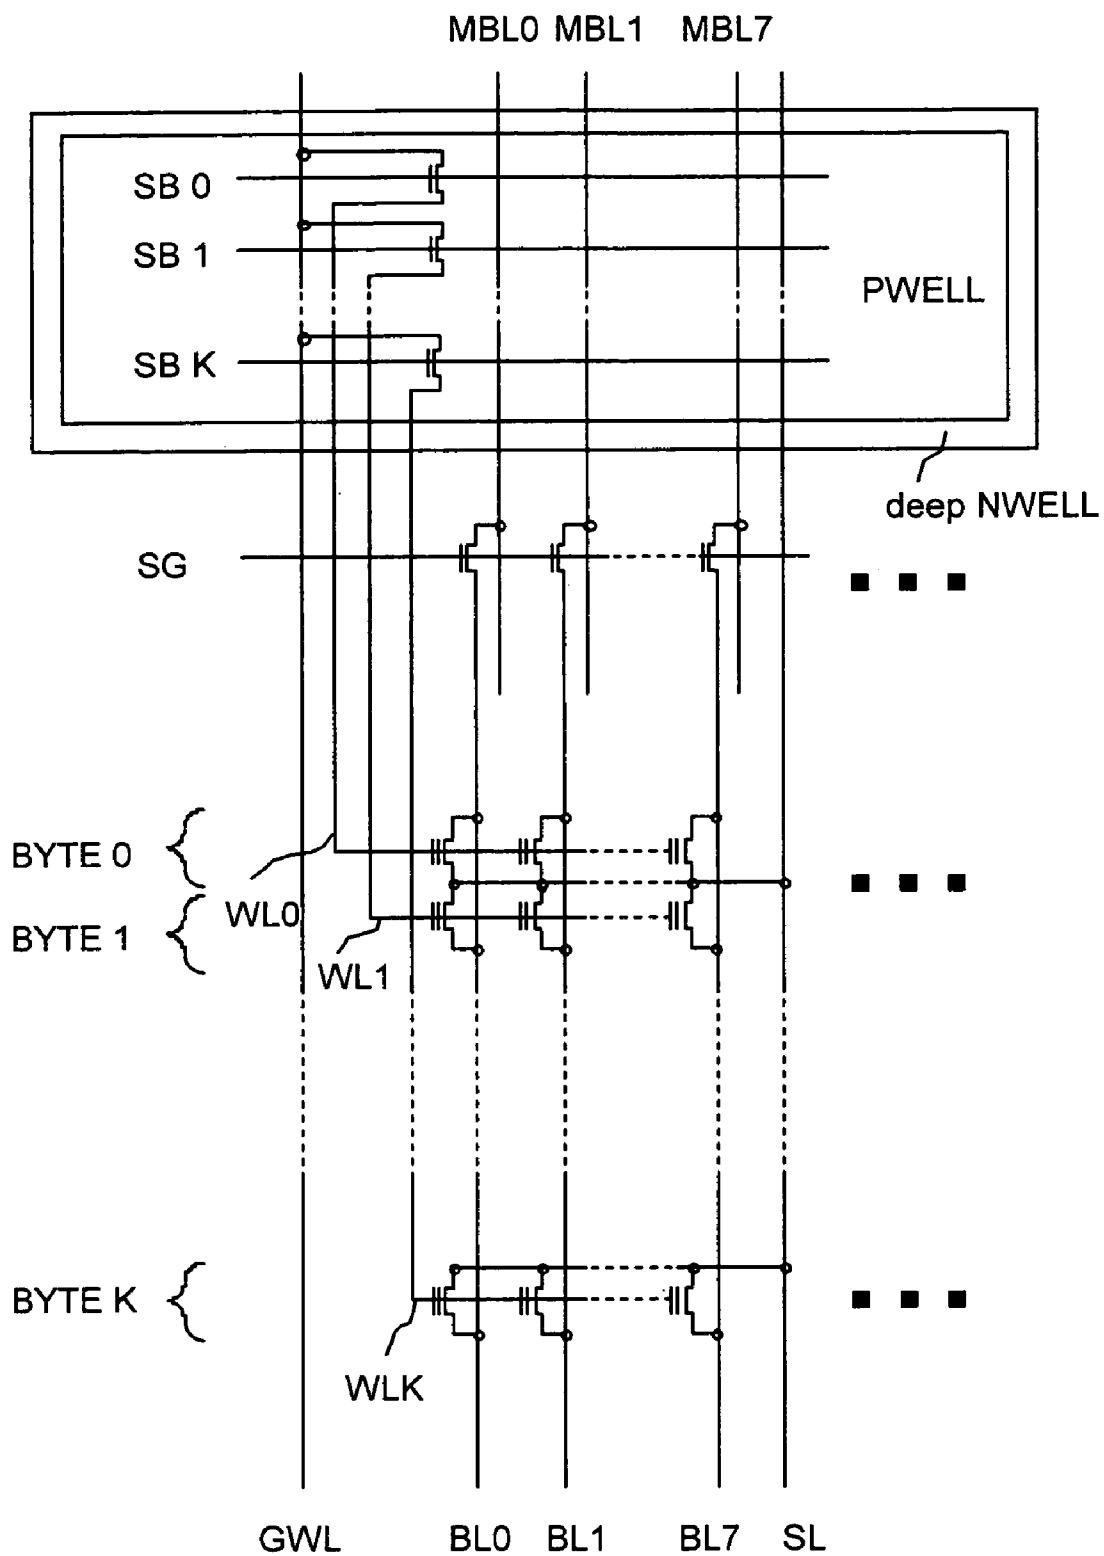 MBL0 MBL1 MBL7
SB 0
SB 1
PWELL
SB K
deep NWELL
SG
BYTE 0
WL0
BYTE 1
WL1
BYTE K
WLK
GWL BL0 BL1 BL7 SL